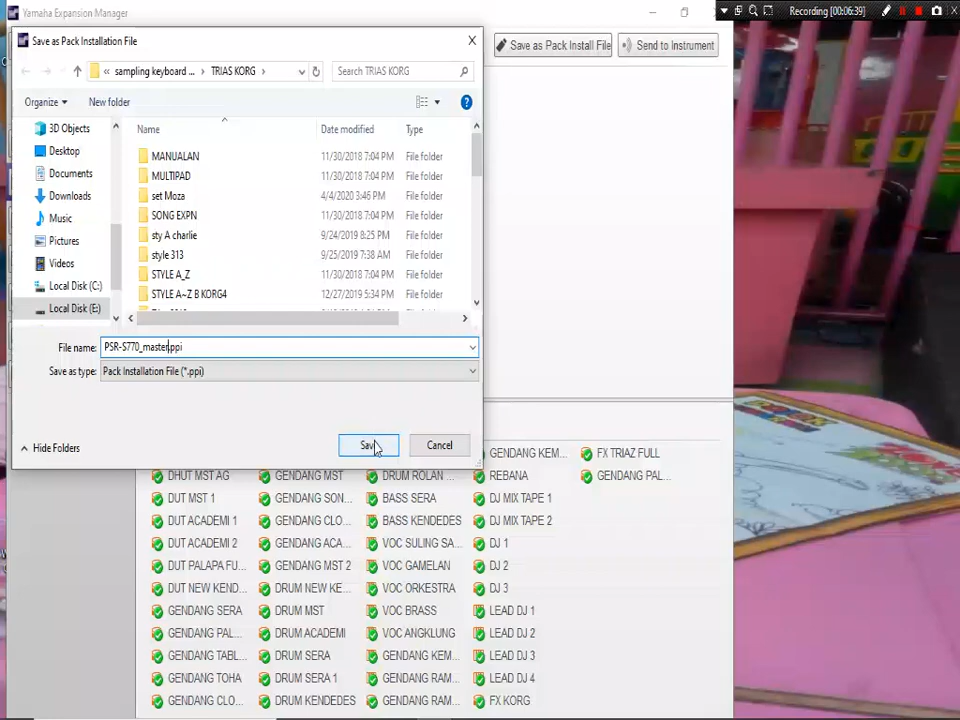 Yamaha Expansion Manager
Recording [00:06:39]
Save as Pack Installation File
Save as Pack Install File
Send to Instrument
« sampling keyboard ... > TRIAS KORG >
Search TRIAS KORG
Organize
New folder
3D Objects
Desktop
Documents
Downloads
Music
Pictures
Videos
Local Disk (C:)
Local Disk (E:)
Name Date modified Type
MANUALAN 11/30/2018 7:04 PM File folder
MULTIPAD 11/30/2018 7:04 PM File folder
set Moza 4/4/2020 3:46 PM File folder
SONG EXPN 11/30/2018 7:04 PM File folder
sty A charlie 9/24/2019 8:25 PM File folder
style 313 9/25/2019 7:38 AM File folder
STYLE A_Z 11/30/2018 7:04 PM File folder
STYLE A~Z B KORG4 12/27/2019 5:34 PM File folder
File name: PSR-S770_master.ppi
Save as type: Pack Installation File (*.ppi)
Hide Folders
Save
Cancel
GENDANG KEM... FX TRIAZ FULL
DHUT MST AG GENDANG MST DRUM ROLAN ... REBANA GENDANG PAL...
DUT MST 1 GENDANG SON... BASS SERA DJ MIX TAPE 1
DUT ACADEMI 1 GENDANG CLO... BASS KENDEDES DJ MIX TAPE 2
DUT ACADEMI 2 GENDANG ACA... VOC SULING SA... DJ 1
DUT PALAPA FU... GENDANG MST 2 VOC GAMELAN DJ 2
DUT NEW KEND... DRUM NEW KE... VOC ORKESTRA DJ 3
GENDANG SERA DRUM MST VOC BRASS LEAD DJ 1
GENDANG PAL... DRUM ACADEMI VOC ANGKLUNG LEAD DJ 2
GENDANG TABL... DRUM SERA GENDANG KEM... LEAD DJ 3
GENDANG TOHA DRUM SERA 1 GENDANG RAM... LEAD DJ 4
GENDANG CLO... DRUM KENDEDES GENDANG RAM... FX KORG